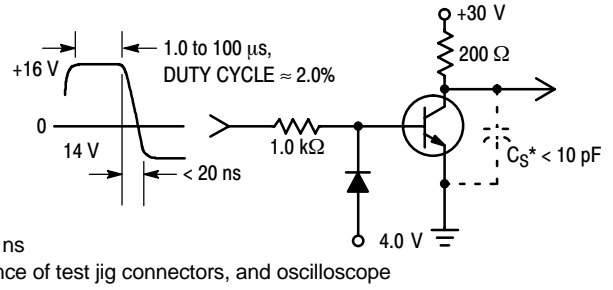 +30 V
200 Ω
1.0 to 100 μs,
DUTY CYCLE ≈ 2.0%
+16 V
0
14 V
< 20 ns
1.0 kΩ
C_S* < 10 pF
4.0 V
ns
nce of test jig connectors, and oscilloscope